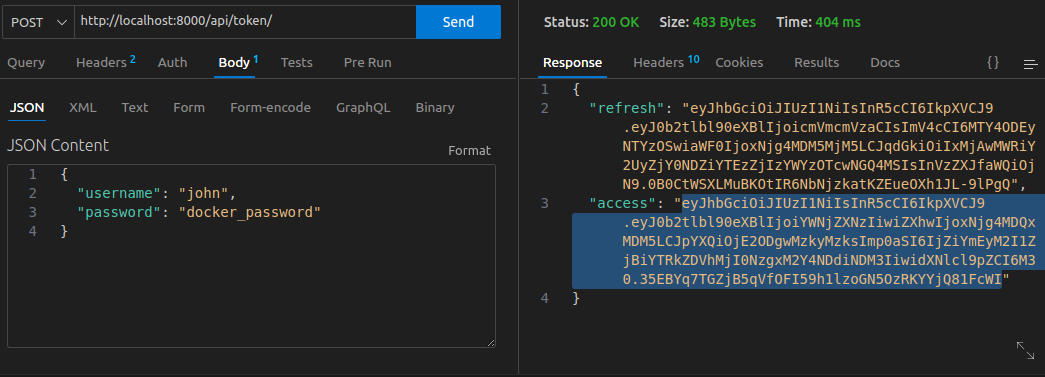 POST http://localhost:8000/api/token/ Send
Query Headers 2 Auth Body 1 Tests Pre Run
JSON XML Text Form Form-encode GraphQL Binary
JSON Content
Format
1 {
2 "username": "john",
3 "password": "docker_password"
4 }
Status: 200 OK Size: 483 Bytes Time: 404 ms
Response Headers 10 Cookies Results Docs {}
1 {
2 "refresh": "eyJhbGciOiJIUzI1NiIsInR5cCI6IkpXVCJ9
.eyJ0b2tlbl90eXBlIjoicmVmcmVzaCIsImV4cCI6MTY4ODEy
NTYzOSwiaWF0IjoxNjg4MDM5MjM5LCJqdGkiOiIxMjAwMWRiY
2UyZjY0NDZiYTEzZjIzYWYzOTcwNGQ4MSIsInVzZXJfaWQiOj
N9.0B0CtWSXLMuBKOtIR6NbNjzkatKZEueOXh1JL-9lPgQ",
3 "access": "eyJhbGciOiJIUzI1NiIsInR5cCI6IkpXVCJ9
.eyJ0b2tlbl90eXBlIjoiYWNjZXNzIiwiZXhwIjoxNjg4MDQx
MDM5LCJpYXQiOjE2ODgwMzkyMzksImp0aSI6IjZiYmEyM2I1Z
jBiYTRkZDVhMjI0NzgxM2Y4NDdiNDM3IiwidXNlcl9pZCI6M3
0.35EBYq7TGZjB5qVfOFI59h1lzoGN5OzRKYYjQ81FcWI"
4 }